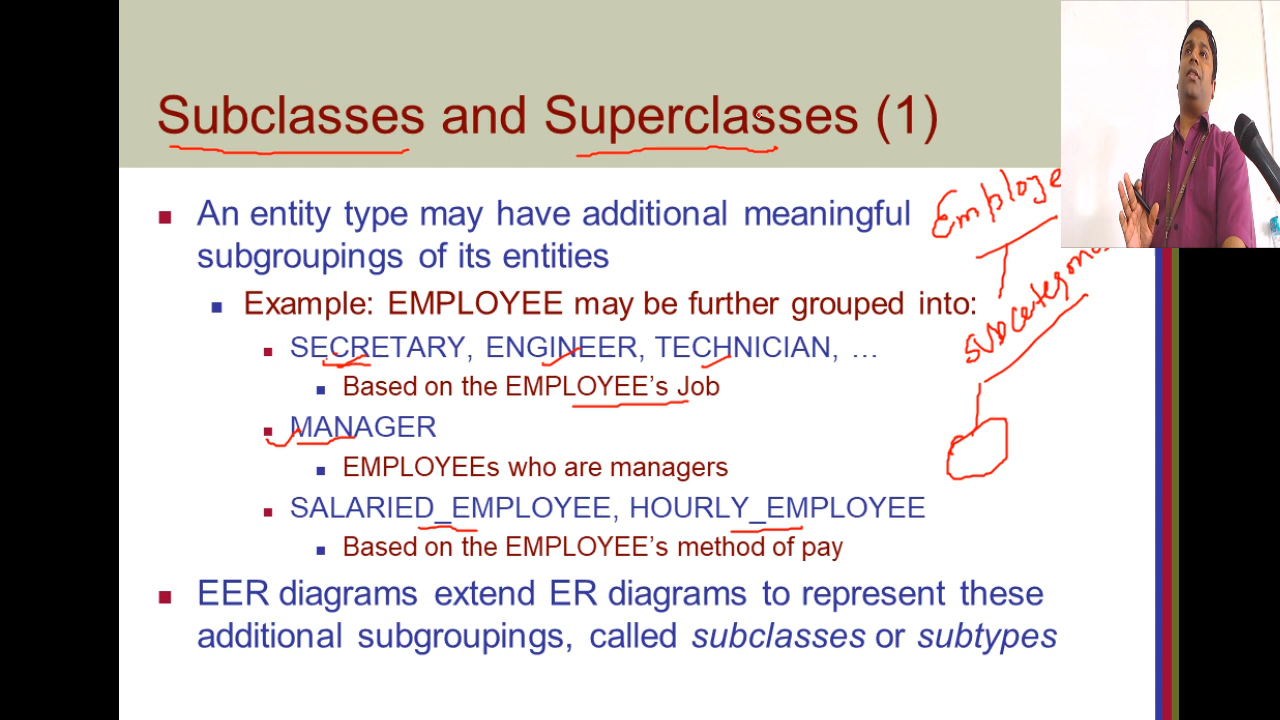 Subclasses and Superclasses (1)
An entity type may have additional meaningful
subgroupings of its entities
Example: EMPLOYEE may be further grouped into:
SECRETARY, ENGINEER, TECHNICIAN, …
Based on the EMPLOYEE’s Job
MANAGER
EMPLOYEEs who are managers
SALARIED_EMPLOYEE, HOURLY_EMPLOYEE
Based on the EMPLOYEE’s method of pay
EER diagrams extend ER diagrams to represent these
additional subgroupings, called subclasses or subtypes
Employe